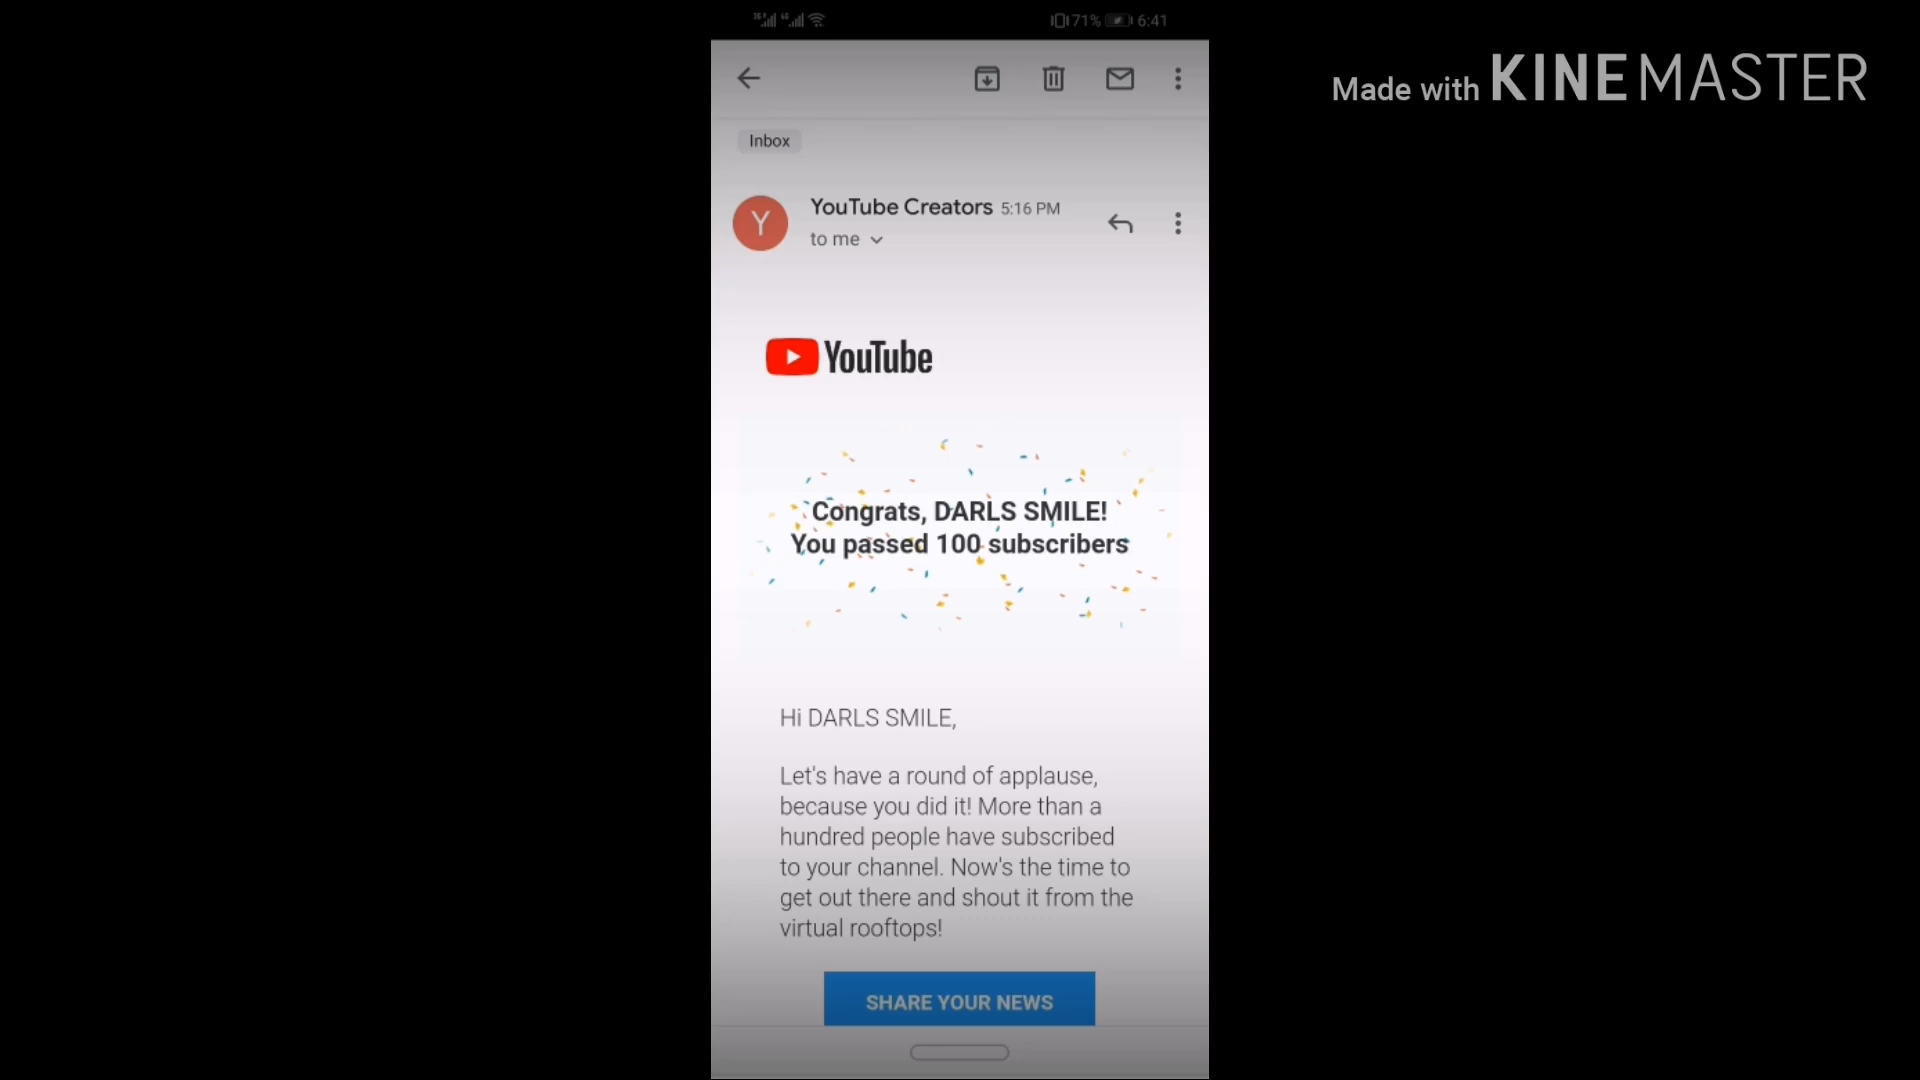 71% 6:41
Made with KINEMASTER
Inbox
Y
YouTube Creators 5:16 PM
to me
YouTube
Congrats, DARLS SMILE!
You passed 100 subscribers
Hi DARLS SMILE,
Let's have a round of applause,
because you did it! More than a
hundred people have subscribed
to your channel. Now's the time to
get out there and shout it from the
virtual rooftops!
SHARE YOUR NEWS